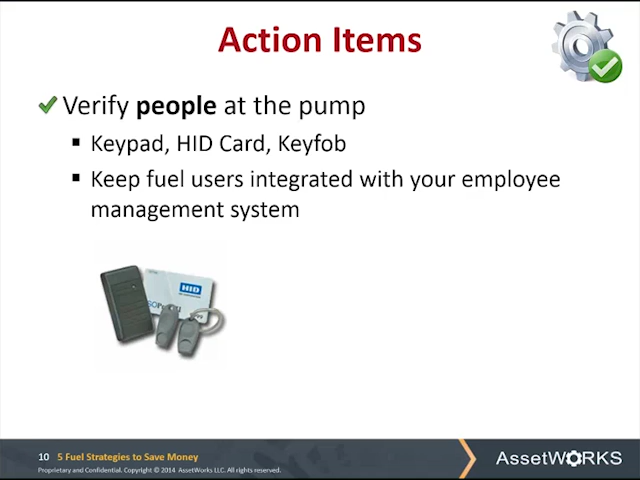 Action Items
Verify people at the pump
Keypad, HID Card, Keyfob
Keep fuel users integrated with your employee
management system
HID
10 5 Fuel Strategies to Save Money
Proprietary and Confidential. Copyright © 2014 AssetWorks LLC. All rights reserved.
AssetWORKS